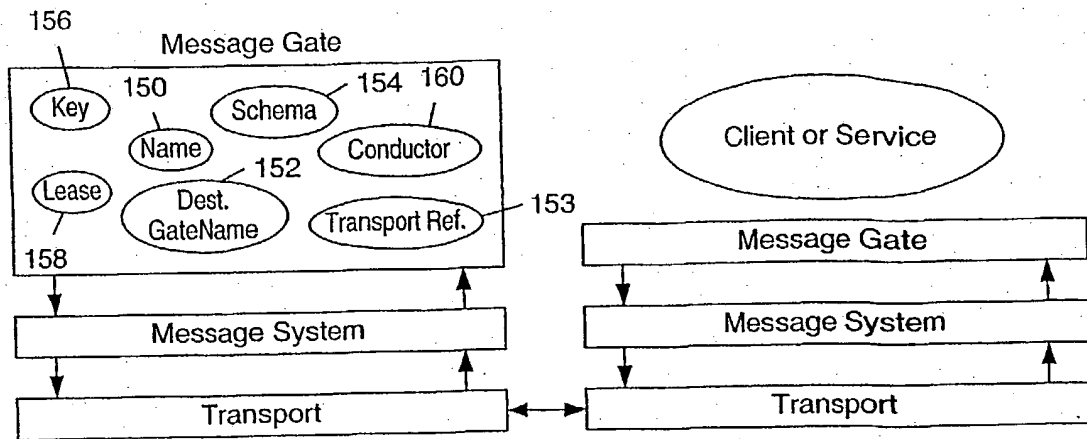 156
Message Gate
150
154
160
Key
Schema
Name
Conductor
Client or Service
152
Lease
Dest.
GateName
Transport Ref.
153
158
Message Gate
Message System
Message System
Transport
Transport